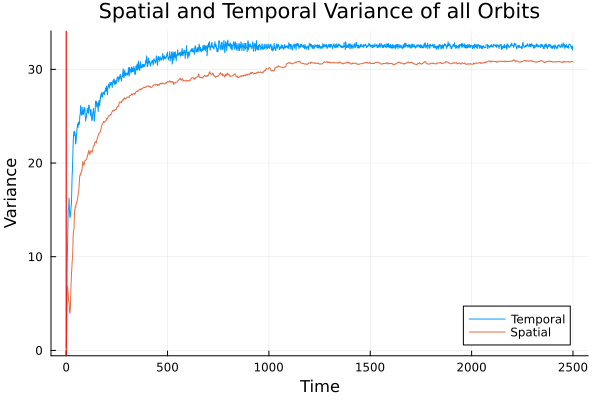 Spatial and Temporal Variance of all Orbits
Variance
30
20
10
0
Temporal
Spatial
0 500 1000 1500 2000 2500
Time